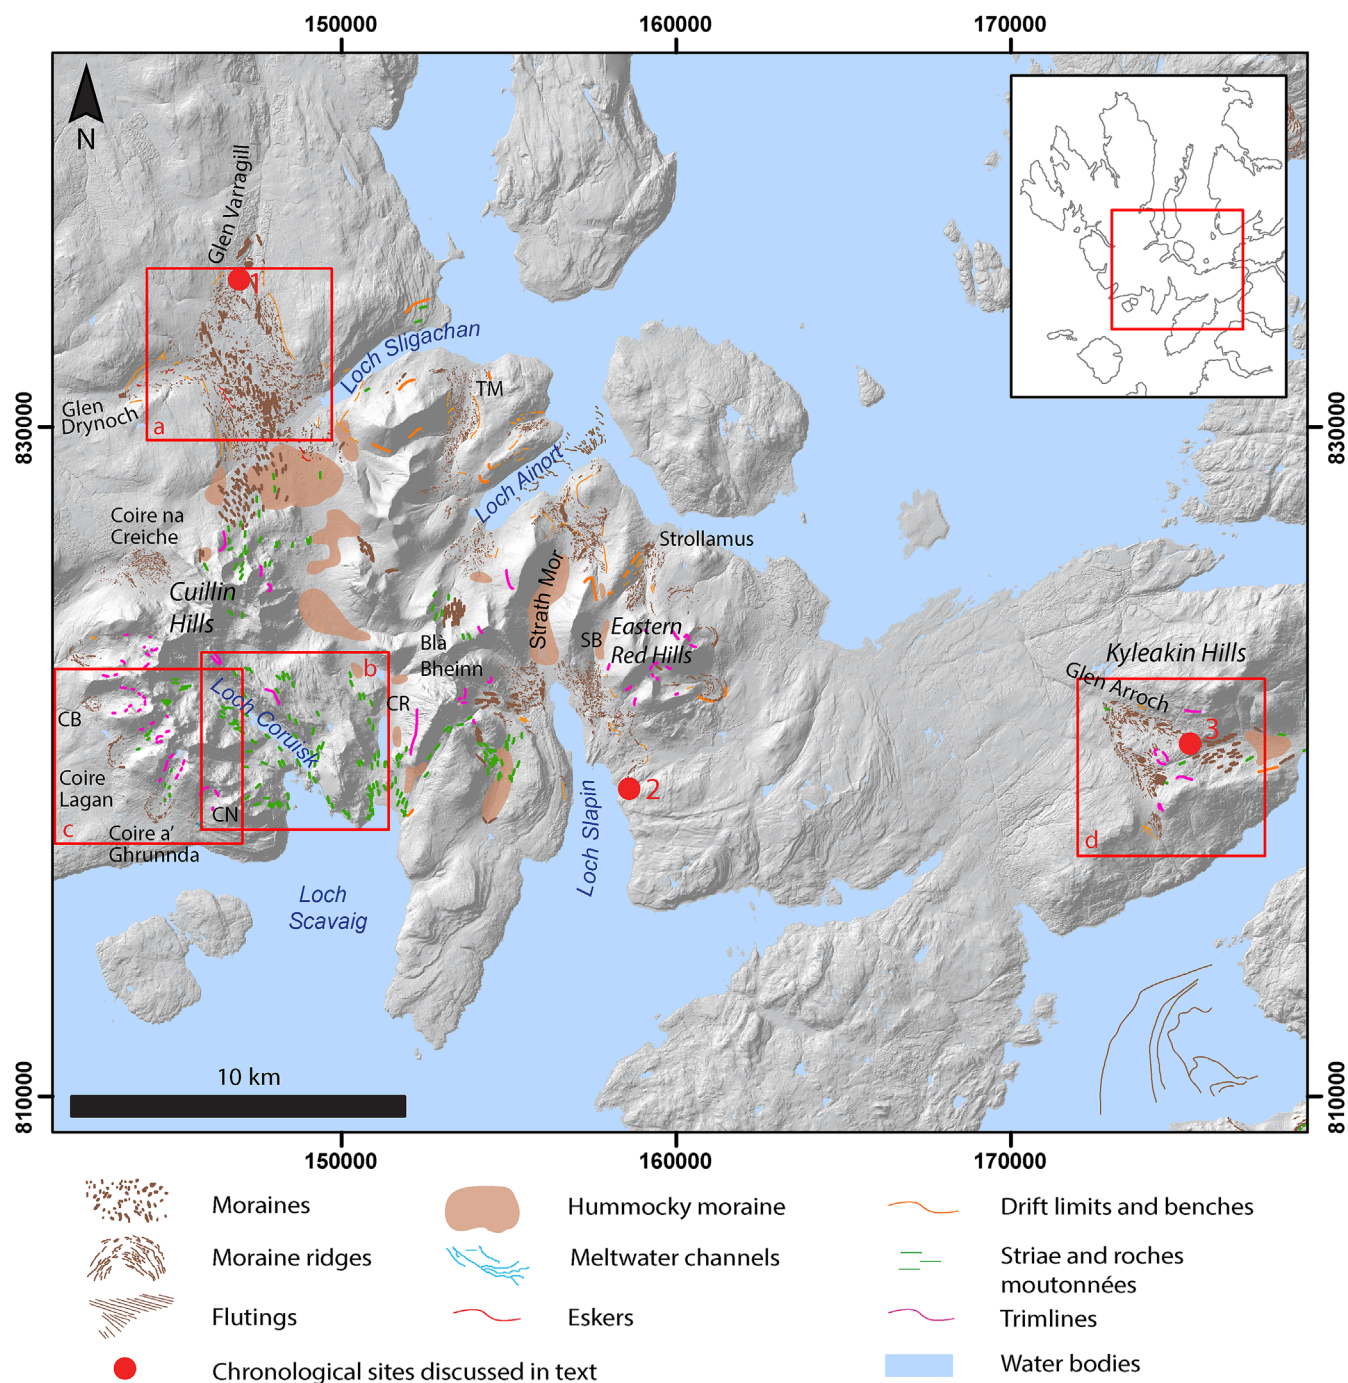 150000
160000
170000
N
Glen Varragill
1
Loch Sligachan
TM
830000
830000
Glen
Drynoch
a
Loch Ainort
Coire na
Creiche
Strollamus
Cuillin
Hills
Strath Mor
Blà
Bheinn
SB
Eastern
Red Hills
Kyleakin Hills
Glen Arroch
b
CR
Loch Coruisk
CB
3
Coire
Lagan
2
CN
c
Coire a'
Ghrunnda
d
Loch Slapin
Loch
Scavaig
10 km
810000
810000
150000
160000
170000
Moraines
Hummocky moraine
Drift limits and benches
Moraine ridges
Meltwater channels
Striae and roches
moutonnées
Flutings
Eskers
Trimlines
Chronological sites discussed in text
Water bodies